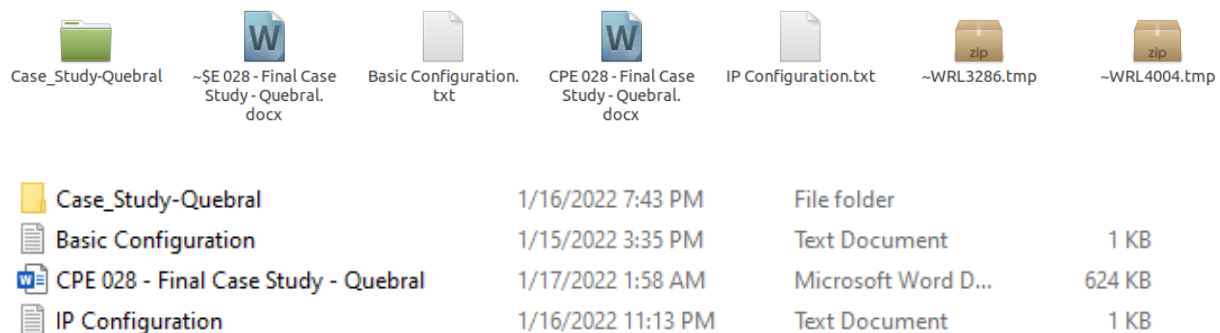 W W zip zip
Case_Study-Quebral ~$E 028 - Final Case Basic Configuration. CPE 028 - Final Case IP Configuration.txt ~WRL3286.tmp ~WRL4004.tmp
Study - Quebral. txt Study - Quebral.
docx docx
Case_Study-Quebral 1/16/2022 7:43 PM File folder
Basic Configuration 1/15/2022 3:35 PM Text Document 1 KB
W CPE 028 - Final Case Study - Quebral 1/17/2022 1:58 AM Microsoft Word D... 624 KB
IP Configuration 1/16/2022 11:13 PM Text Document 1 KB